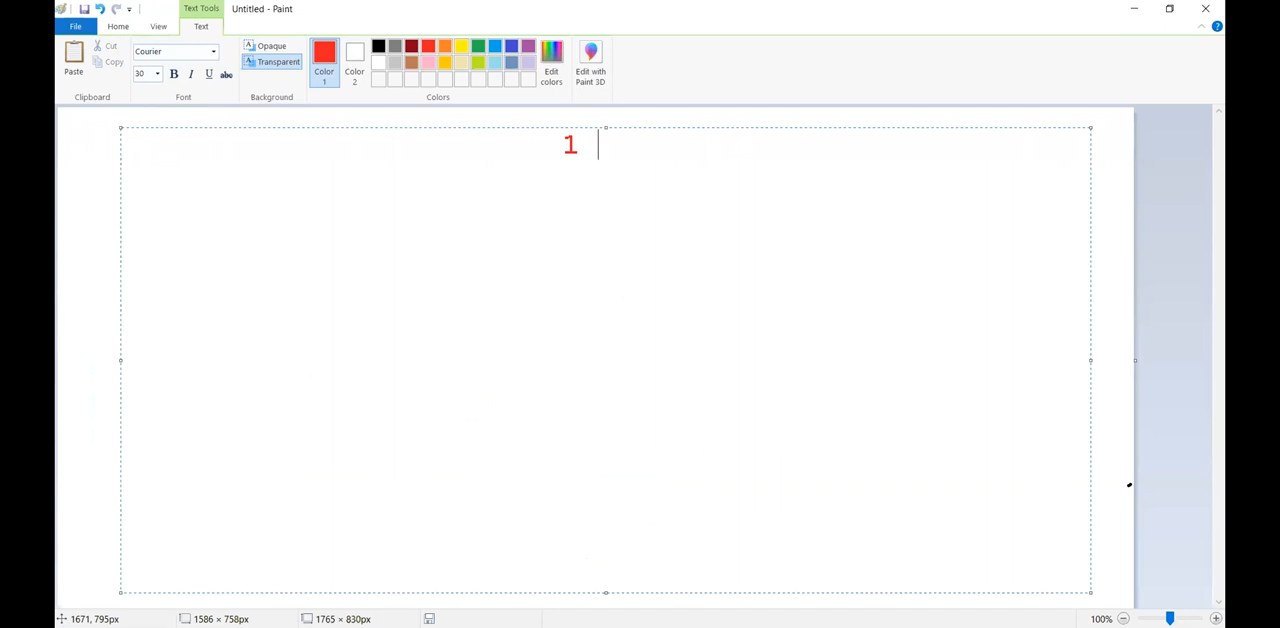 Text Tools
Untitled - Paint
File
Home
View
Text
Paste
Cut
Copy
Clipboard
Courier
30
B I U abc
Font
Opaque
Transparent
Background
Color 1
Color 2
Colors
Edit colors
Edit with Paint 3D
1
1671, 795px
1586 × 758px
1765 × 830px
100%